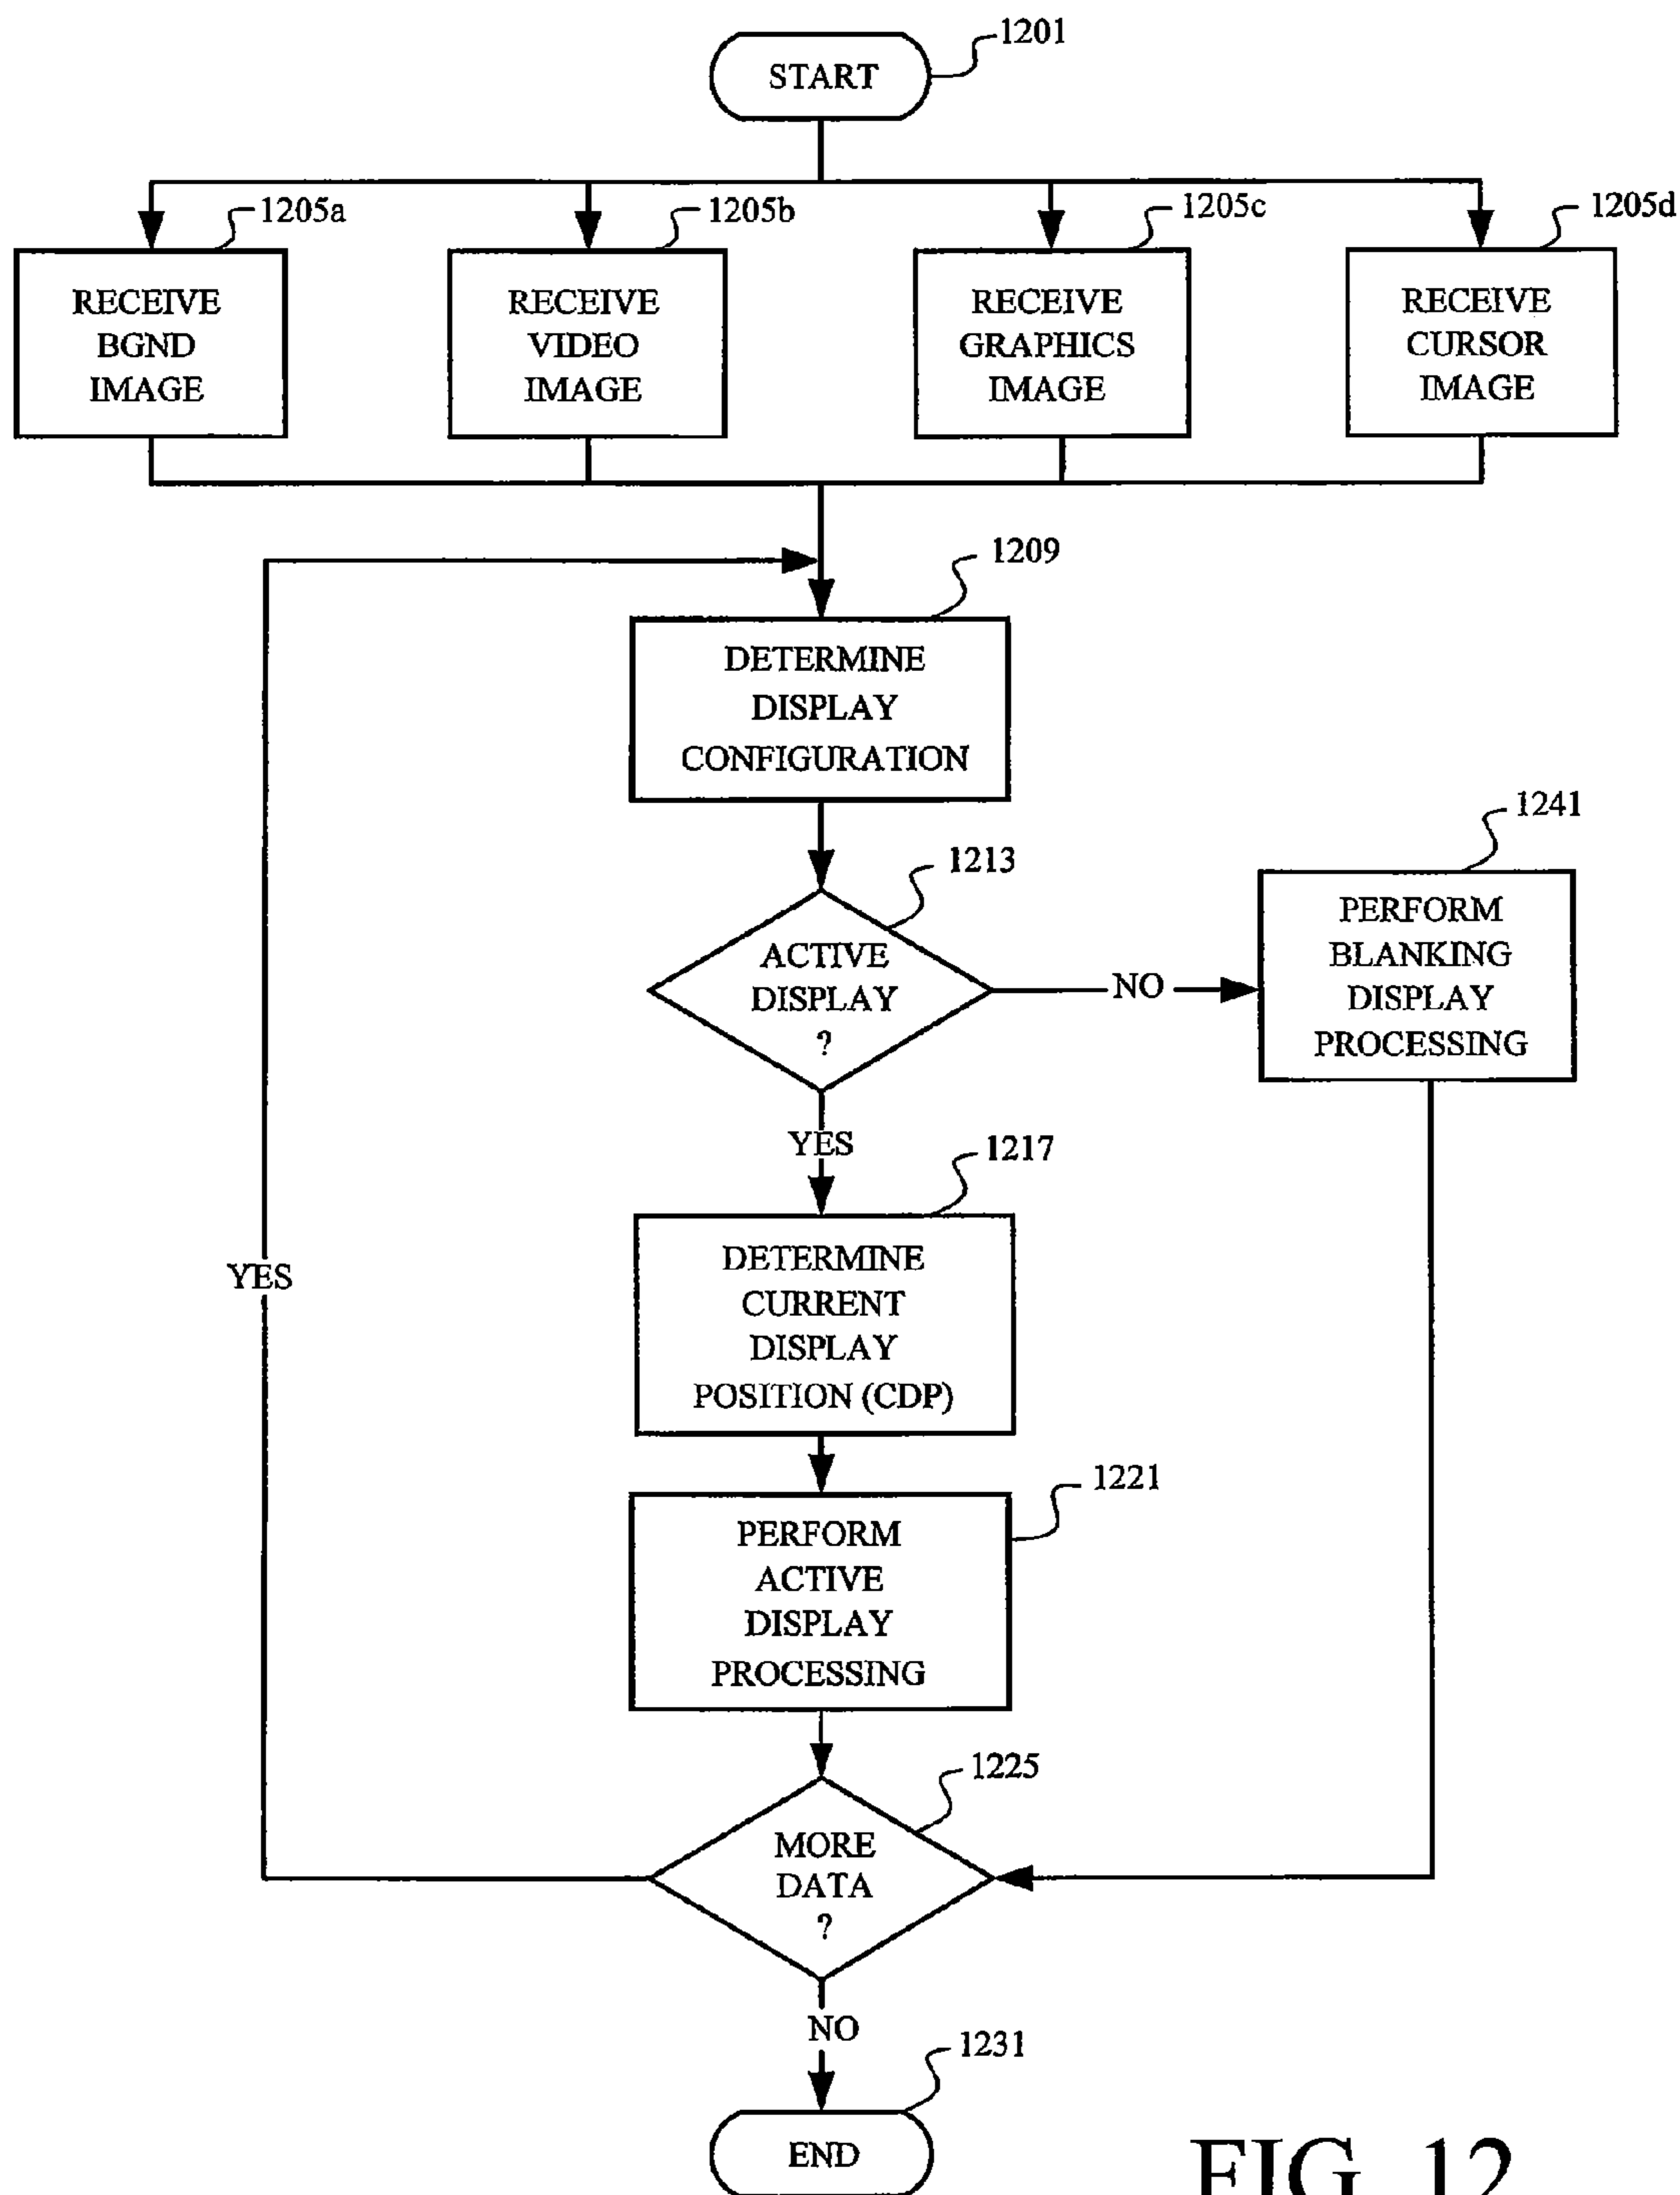 START
1201
1205a
1205b
1205c
1205d
RECEIVE
BGND
IMAGE
RECEIVE
VIDEO
IMAGE
RECEIVE
GRAPHICS
IMAGE
RECEIVE
CURSOR
IMAGE
1209
DETERMINE
DISPLAY
CONFIGURATION
1213
ACTIVE
DISPLAY
?
NO
1241
PERFORM
BLANKING
DISPLAY
PROCESSING
YES
1217
DETERMINE
CURRENT
DISPLAY
POSITION (CDP)
YES
1221
PERFORM
ACTIVE
DISPLAY
PROCESSING
1225
MORE
DATA
?
NO
1231
END
FIG. 12